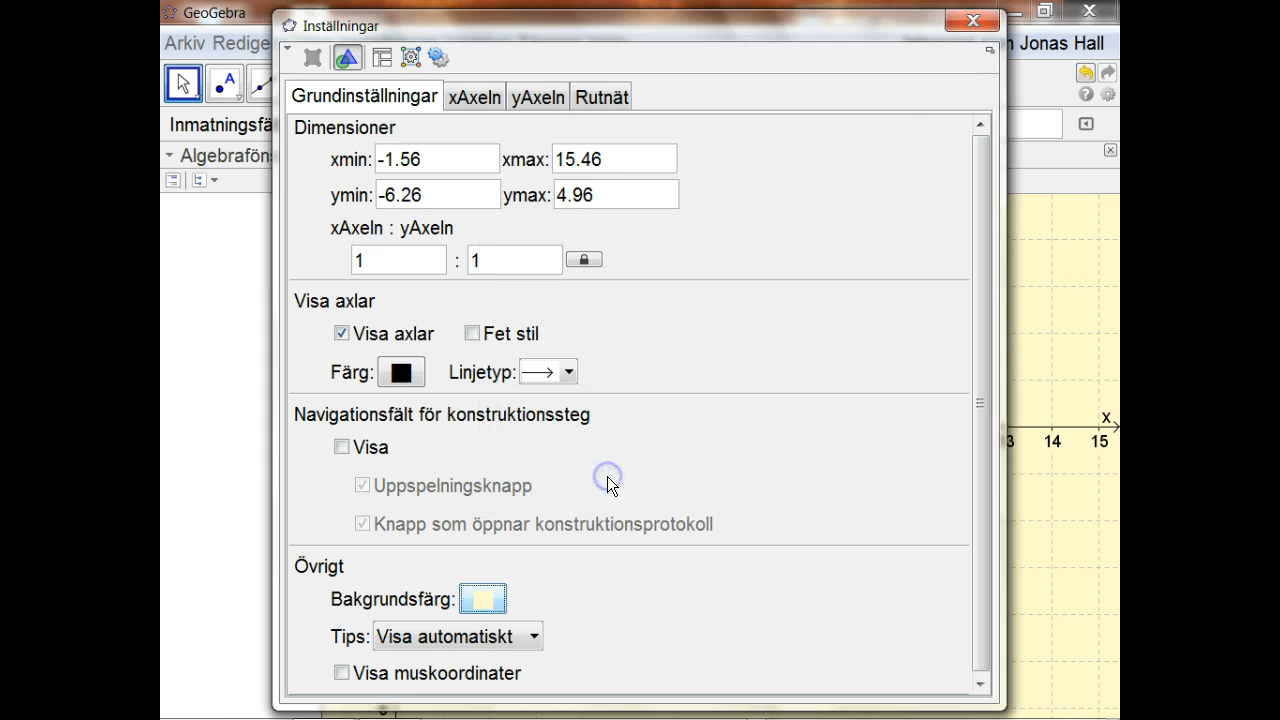 GeoGebra
Inställningar
Arkiv Redige
Jonas Hall
Grundinställningar xAxeln yAxeln Rutnät
A
Inmatningsfä
Dimensioner
Algebrafön
xmin: -1.56 xmax: 15.46
ymin: -6.26 ymax: 4.96
xAxeln : yAxeln
1 : 1
Visa axlar
Visa axlar Fet stil
Färg: Linjetyp:
Navigationsfält för konstruktionssteg
x
14 15
Visa
Uppspelningsknapp
Knapp som öppnar konstruktionsprotokoll
Övrigt
Bakgrundsfärg:
Tips: Visa automatiskt
Visa muskoordinater